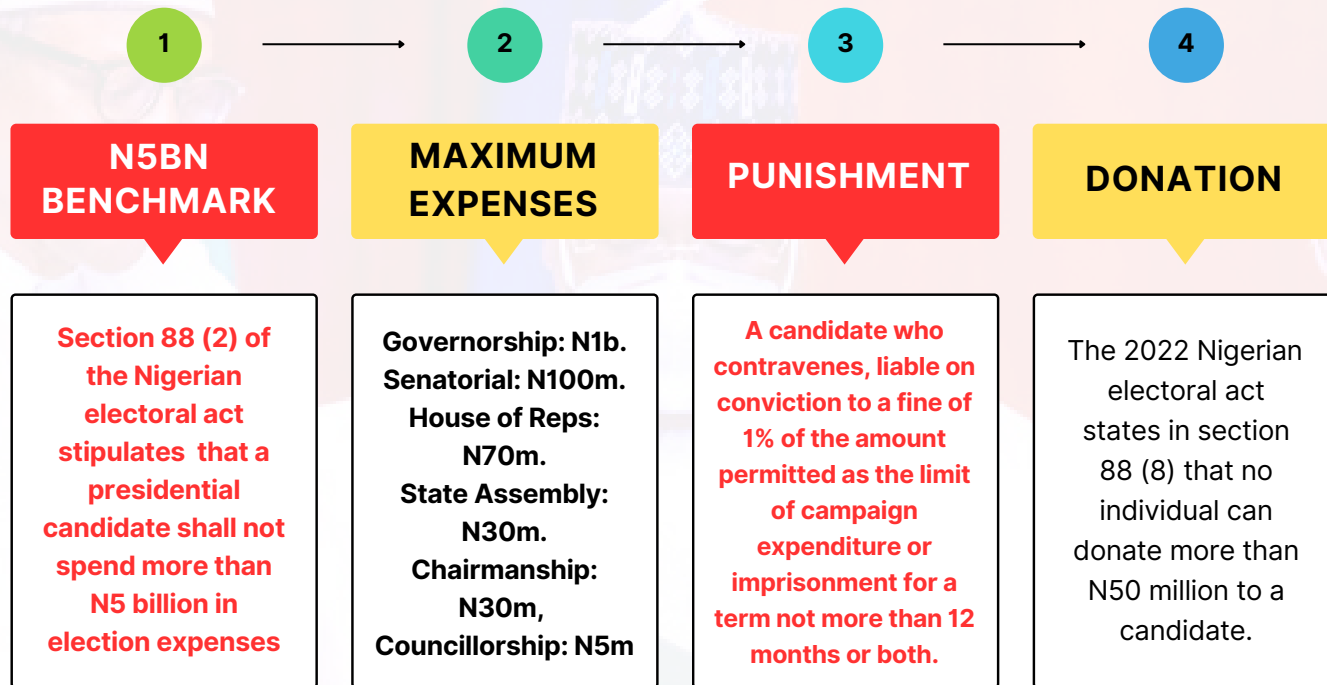 1
2
3
4
N5BN
BENCHMARK
Section 88 (2) of
the Nigerian
electoral act
stipulates that a
presidential
candidate shall not
spend more than
N5 billion in
election expenses
MAXIMUM
EXPENSES
Governorship: N1b.
Senatorial: N100m.
House of Reps:
N70m.
State Assembly:
N30m.
Chairmanship:
N30m,
Councillorship: N5m
PUNISHMENT
A candidate who
contravenes, liable on
conviction to a fine of
1% of the amount
permitted as the limit
of campaign
expenditure or
imprisonment for a
term not more than 12
months or both.
DONATION
The 2022 Nigerian
electoral act
states in section
88 (8) that no
individual can
donate more than
N50 million to a
candidate.